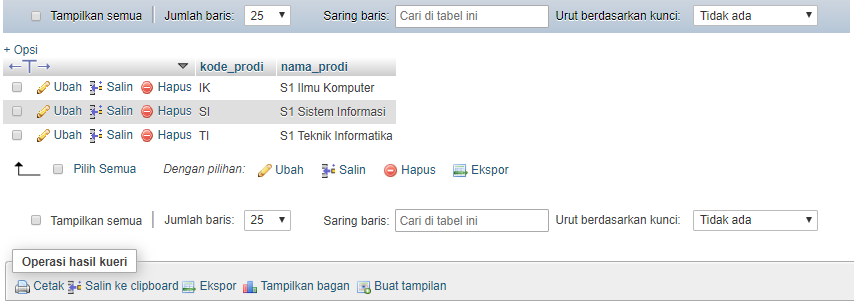 Tampilkan semua Jumlah baris: 25 Saring baris: Cari di tabel ini Urut berdasarkan kunci: Tidak ada
+ Opsi
←T→ kode_prodi nama_prodi
Ubah Salin Hapus IK S1 Ilmu Komputer
Ubah Salin Hapus SI S1 Sistem Informasi
Ubah Salin Hapus TI S1 Teknik Informatika
Pilih Semua Dengan pilihan: Ubah Salin Hapus Ekspor
Tampilkan semua Jumlah baris: 25 Saring baris: Cari di tabel ini Urut berdasarkan kunci: Tidak ada
Operasi hasil kueri
Cetak Salin ke clipboard Ekspor Tampilkan bagan Buat tampilan